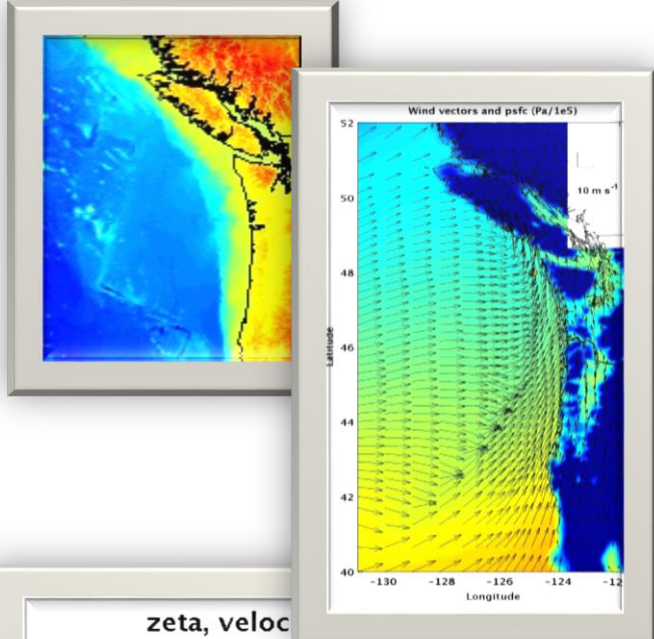 Wind vectors and psfc (Pa/1e5)
52
50
10 m s⁻¹
48
Latitude
46
44
42
40
-130 -128 -126 -124 -12
Longitude
zeta, veloc